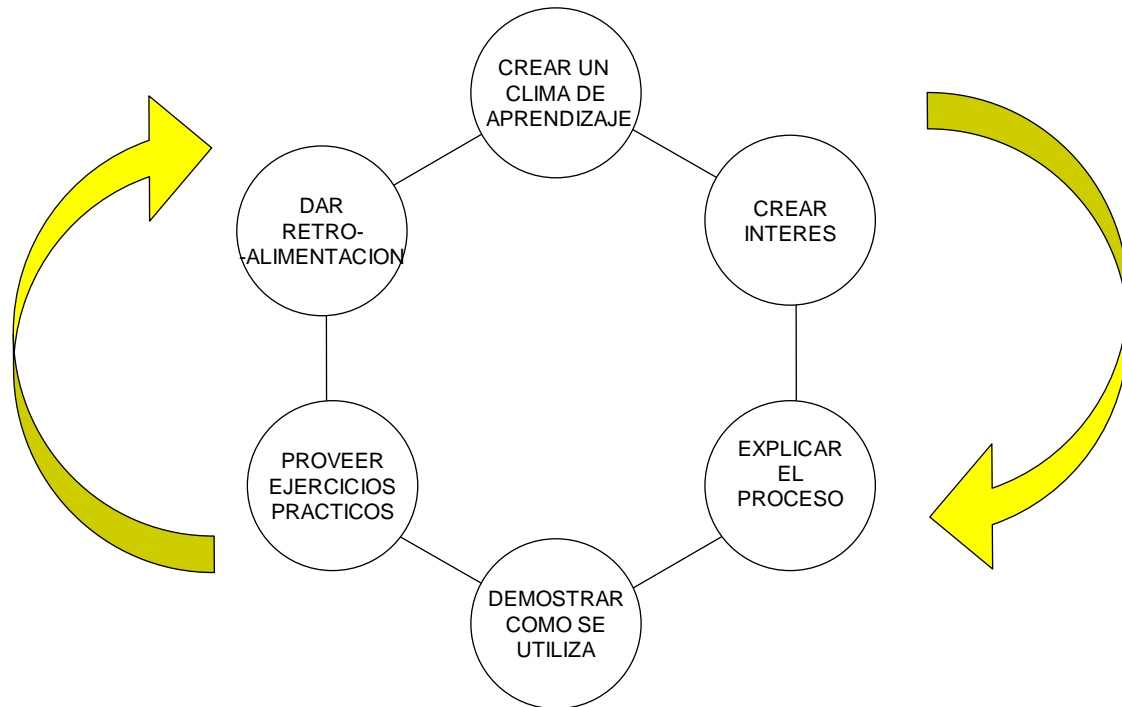 CREAR UN
CLIMA DE
APRENDIZAJE
CREAR
INTERES
EXPLICAR
EL
PROCESO
DEMOSTRAR
COMO SE
UTILIZA
PROVEER
EJERCICIOS
PRACTICOS
DAR
RETRO-
-ALIMENTACION